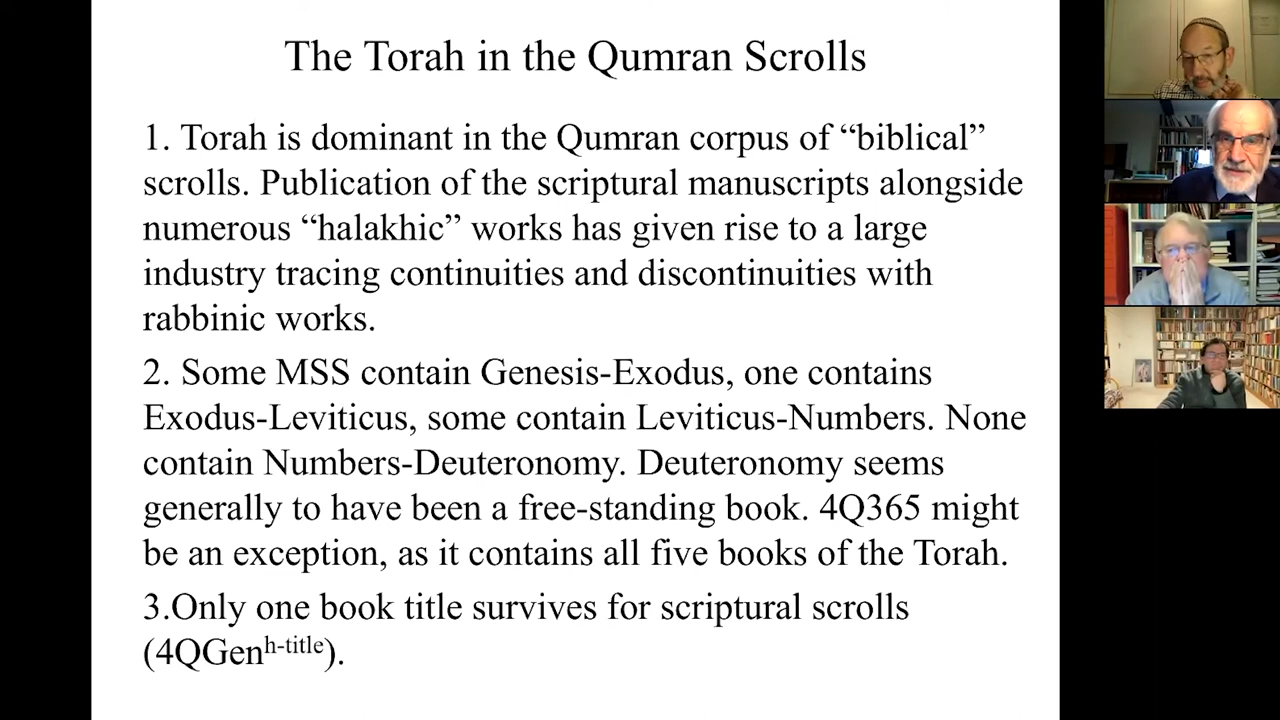 The Torah in the Qumran Scrolls
1. Torah is dominant in the Qumran corpus of “biblical”
scrolls. Publication of the scriptural manuscripts alongside
numerous “halakhic” works has given rise to a large
industry tracing continuities and discontinuities with
rabbinic works.
2. Some MSS contain Genesis-Exodus, one contains
Exodus-Leviticus, some contain Leviticus-Numbers. None
contain Numbers-Deuteronomy. Deuteronomy seems
generally to have been a free-standing book. 4Q365 might
be an exception, as it contains all five books of the Torah.
3.Only one book title survives for scriptural scrolls
(4QGenh-title).